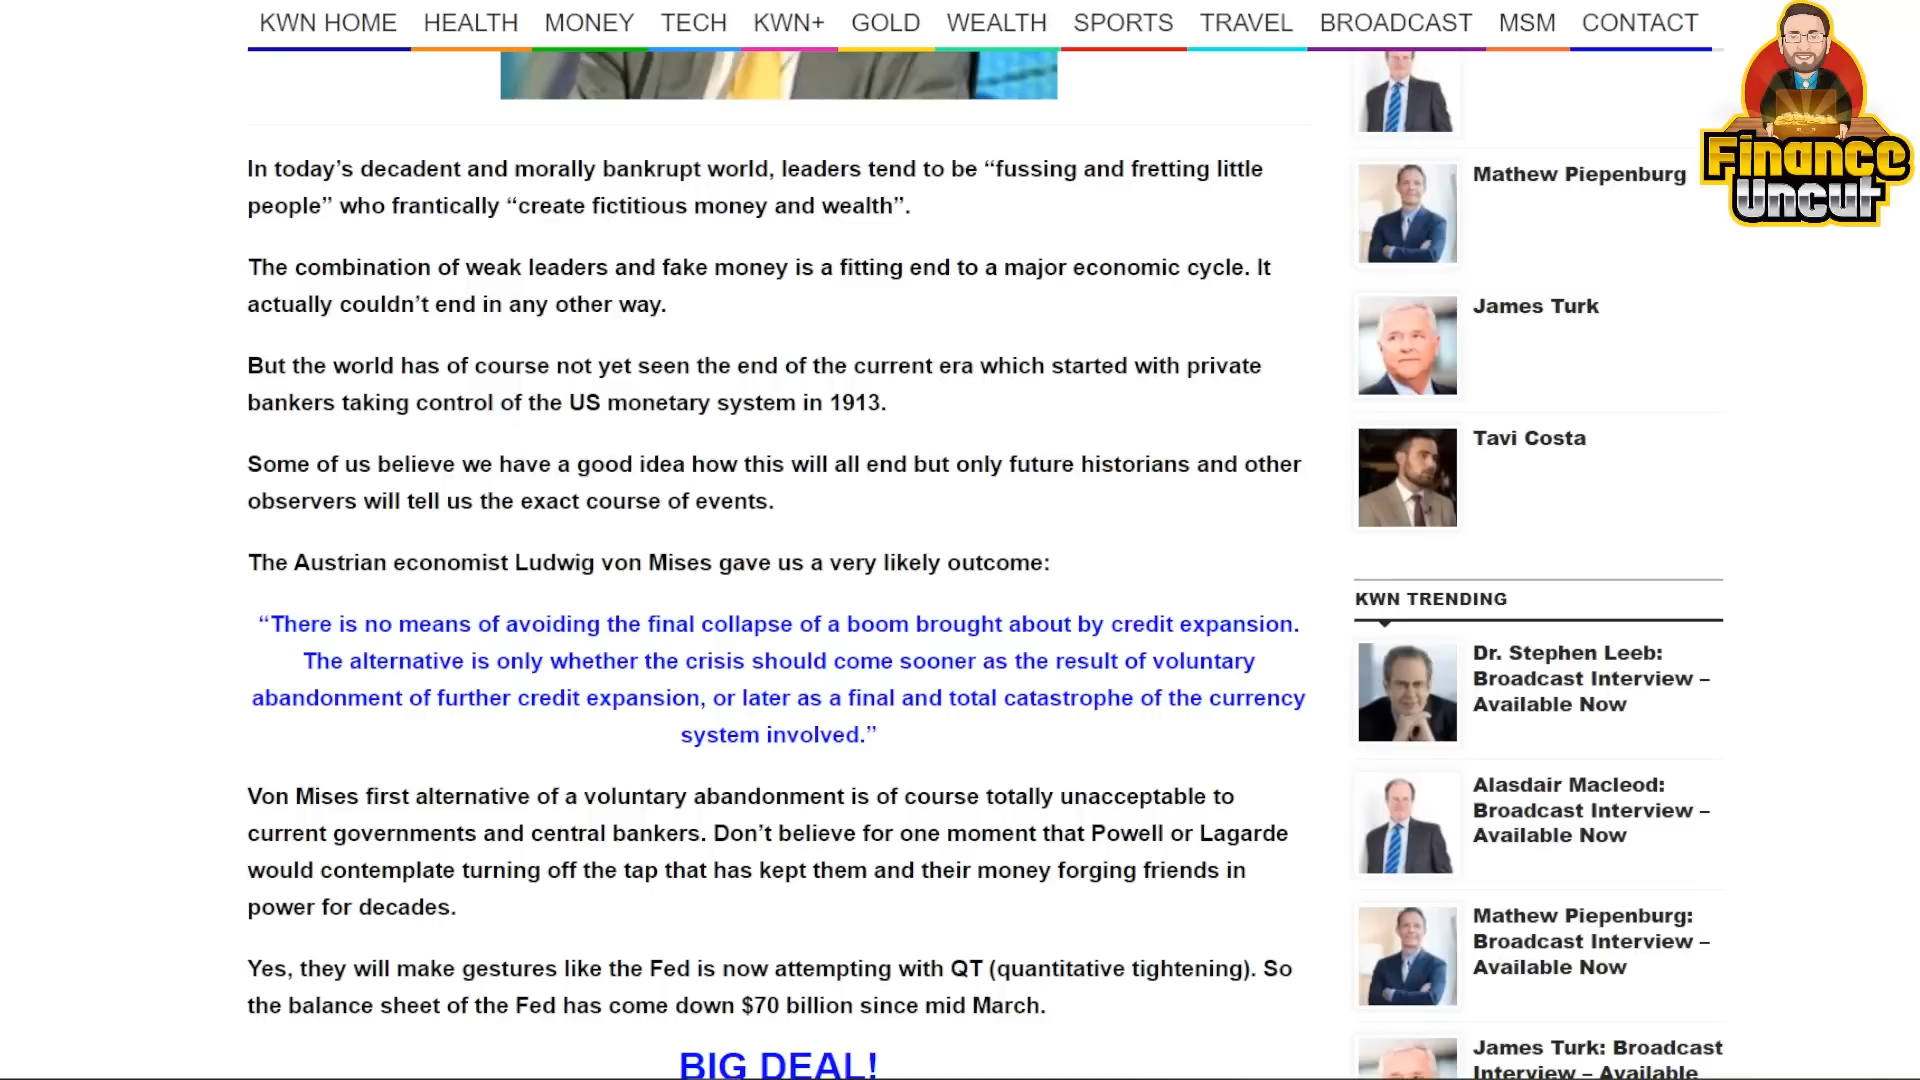 KWN HOME HEALTH MONEY TECH KWN+ GOLD WEALTH SPORTS TRAVEL BROADCAST MSM CONTACT
Finance
Uncut
In today’s decadent and morally bankrupt world, leaders tend to be “fussing and fretting little
people” who frantically “create fictitious money and wealth”.
The combination of weak leaders and fake money is a fitting end to a major economic cycle. It
actually couldn’t end in any other way.
But the world has of course not yet seen the end of the current era which started with private
bankers taking control of the US monetary system in 1913.
Some of us believe we have a good idea how this will all end but only future historians and other
observers will tell us the exact course of events.
The Austrian economist Ludwig von Mises gave us a very likely outcome:
“There is no means of avoiding the final collapse of a boom brought about by credit expansion.
The alternative is only whether the crisis should come sooner as the result of voluntary
abandonment of further credit expansion, or later as a final and total catastrophe of the currency
system involved.”
Von Mises first alternative of a voluntary abandonment is of course totally unacceptable to
current governments and central bankers. Don’t believe for one moment that Powell or Lagarde
would contemplate turning off the tap that has kept them and their money forging friends in
power for decades.
Yes, they will make gestures like the Fed is now attempting with QT (quantitative tightening). So
the balance sheet of the Fed has come down $70 billion since mid March.
BIG DEAL!
Mathew Piepenburg
James Turk
Tavi Costa
KWN TRENDING
Dr. Stephen Leeb:
Broadcast Interview –
Available Now
Alasdair Macleod:
Broadcast Interview –
Available Now
Mathew Piepenburg:
Broadcast Interview –
Available Now
James Turk: Broadcast
Interview – Available